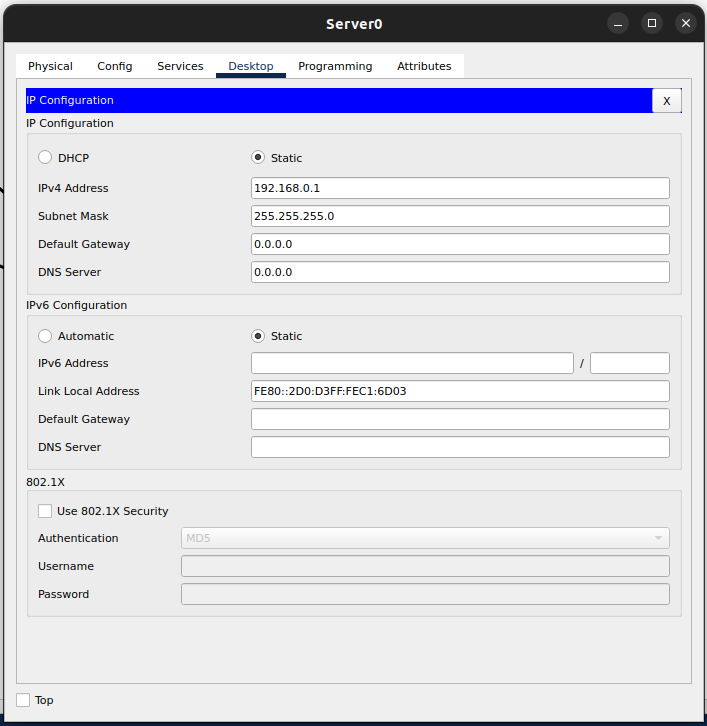 Server0
Physical Config Services Desktop Programming Attributes
IP Configuration X
IP Configuration
DHCP Static
IPv4 Address 192.168.0.1
Subnet Mask 255.255.255.0
Default Gateway 0.0.0.0
DNS Server 0.0.0.0
IPv6 Configuration
Automatic Static
IPv6 Address /
Link Local Address FE80::2D0:D3FF:FEC1:6D03
Default Gateway
DNS Server
802.1X
Use 802.1X Security
Authentication MD5
Username
Password
Top